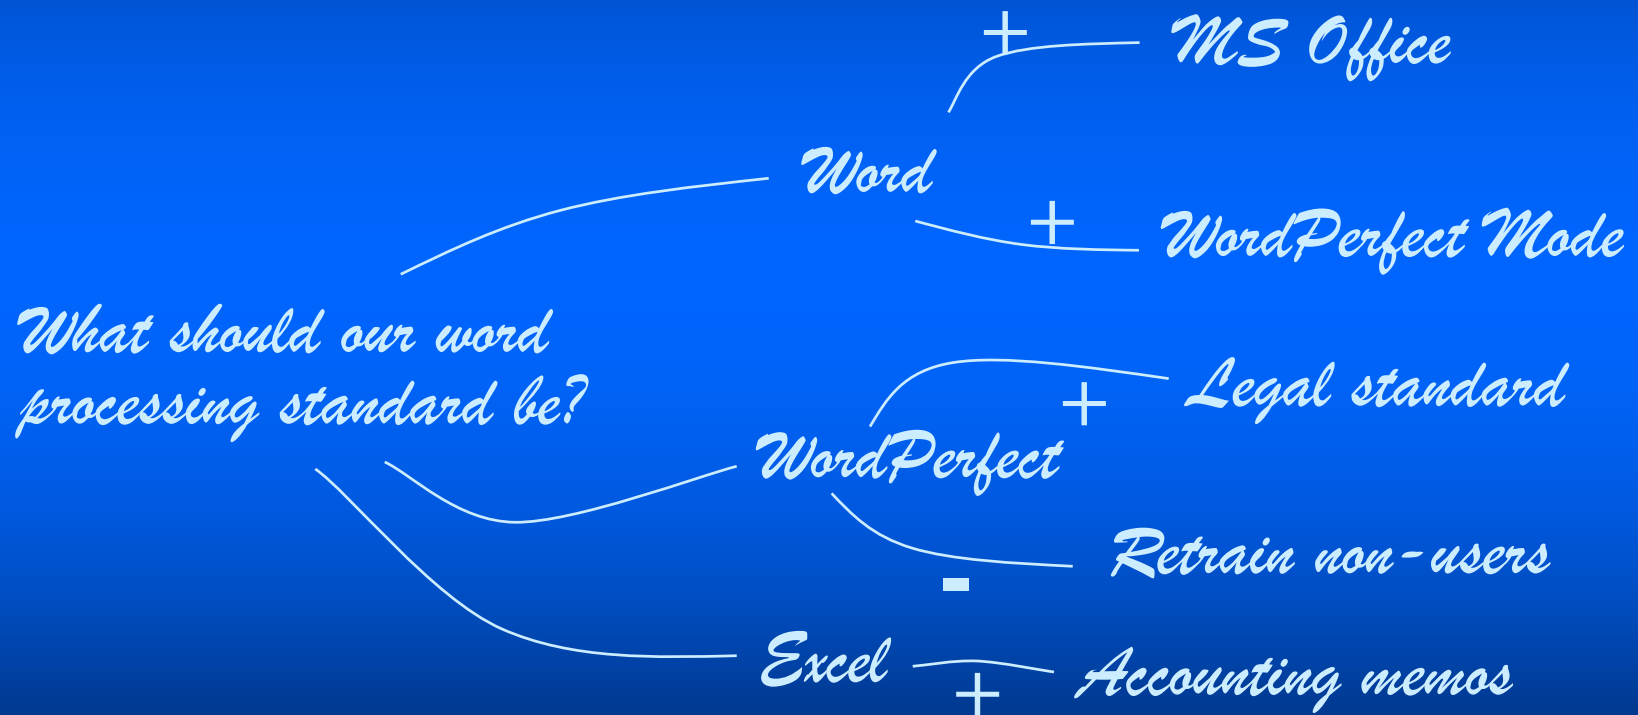 +
MS Office
Word
+
WordPerfect Mode
What should our word
processing standard be?
Legal standard
+
WordPerfect
Retrain non-users
-
Excel
+
Accounting memos